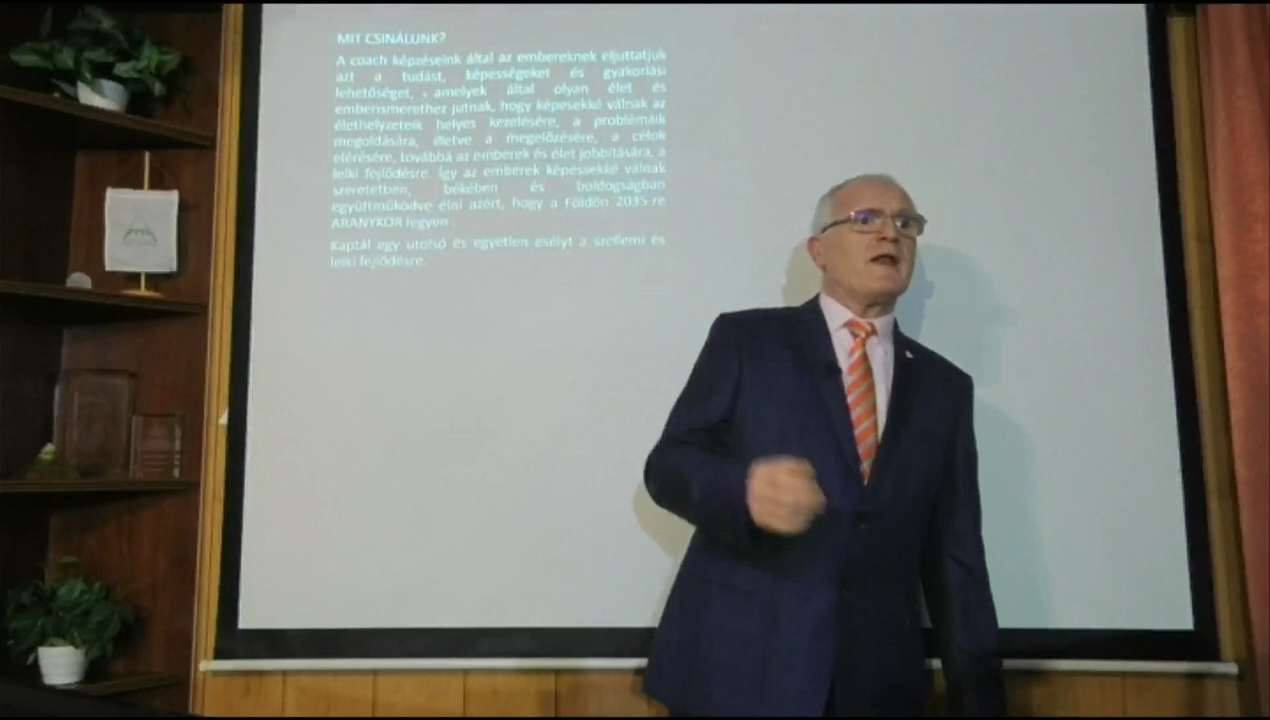 MIT CSINÁLUNK?
A coach képzéseink által az embereknek eljuttatjuk
azt a tudást, képességeket és gyakorlási
lehetőséget, amelyek által olyan élet és
emberismerethez jutnak, hogy képesekké válnak az
élethelyzeteik helyes kezelésére, a problémáik
megoldására, illetve a megelőzésére, a célok
elérésére, továbbá az emberek és élet jobbítására, a
lelki fejlődésre. Így az emberek képessekké válnak
szeretetben, békében és boldogságban
együttműködve élni azért, hogy a Földön 2035-re
ARANYKOR legyen.
Kaptál egy utolsó és egyetlen esélyt a szellemi és
lelki fejlődésre.